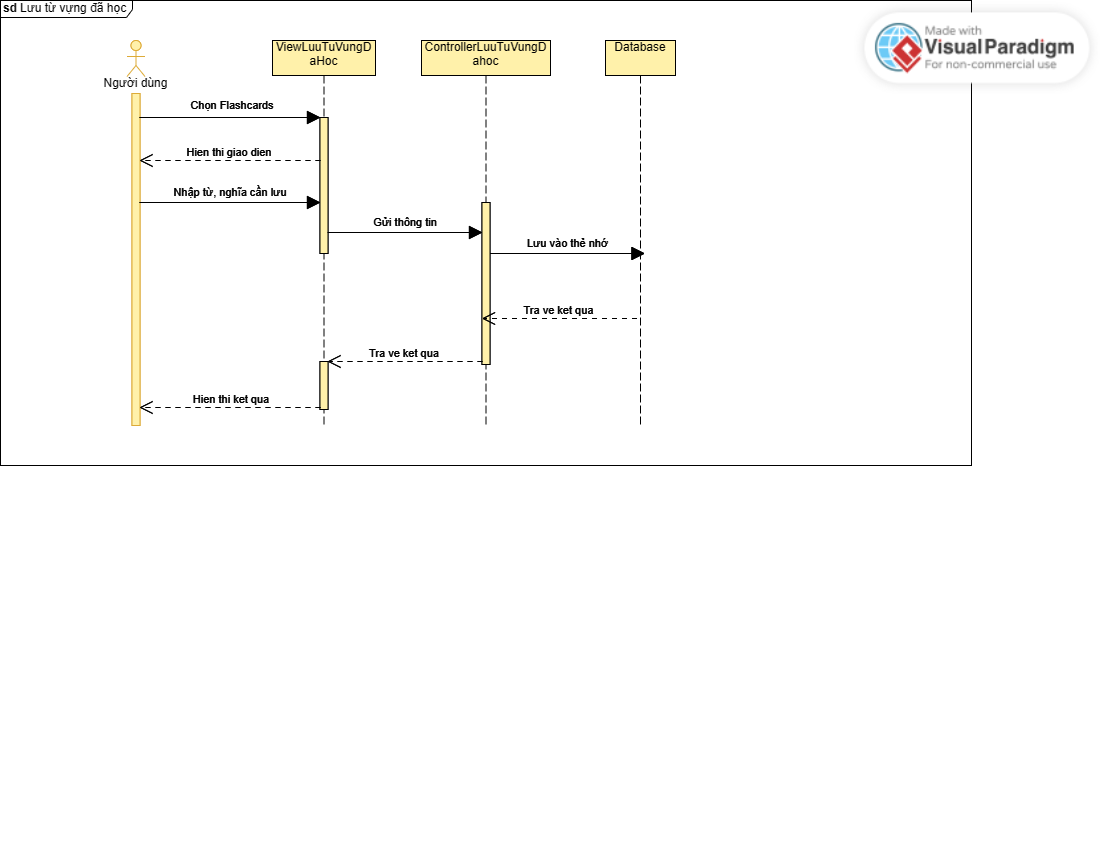 sd Lưu từ vựng đã học
Made with
VisualParadigm
For non-commercial use
Người dùng
ViewLuuTuVungD
aHoc
ControllerLuuTuVungD
ahoc
Database
Chọn Flashcards
Hien thi giao dien
Nhập từ, nghĩa cần lưu
Gửi thông tin
Lưu vào thẻ nhớ
Tra ve ket qua
Tra ve ket qua
Hien thi ket qua